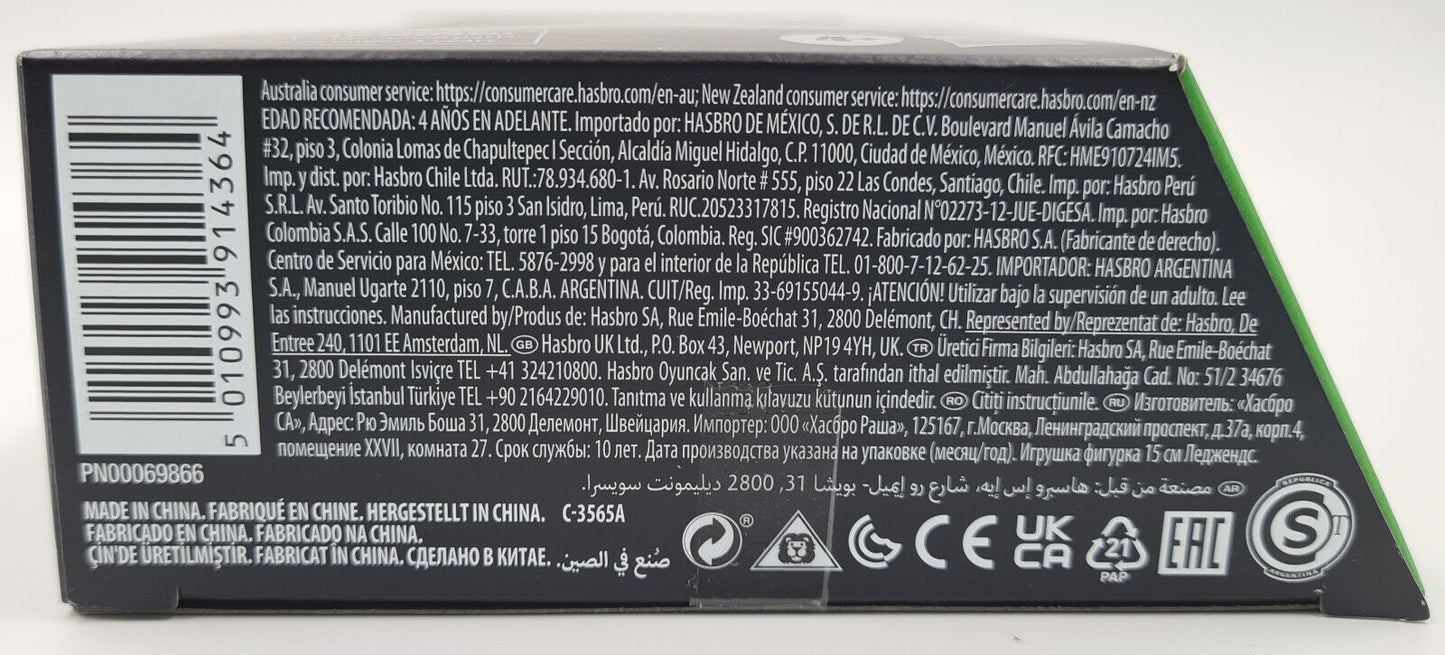 Australia consumer service: https://consumercare.hasbro.com/en-au; New Zealand consumer service: https://consumercare.hasbro.com/en-nz
EDAD RECOMENDADA: 4 AÑOS EN ADELANTE. Importado por: HASBRO DE MÉXICO, S. DE R.L. DE C.V. Boulevard Manuel Ávila Camacho
#32, piso 3, Colonia Lomas de Chapultepec I Sección, Alcaldía Miguel Hidalgo, C.P. 11000, Ciudad de México, México. RFC: HME910724IM5.
Imp. y dist. por: Hasbro Chile Ltda. RUT.:78.934.680-1. Av. Rosario Norte # 555, piso 22 Las Condes, Santiago, Chile. Imp. por: Hasbro Perú
S.R.L. Av. Santo Toribio No. 115 piso 3 San Isidro, Lima, Perú. RUC.20523317815. Registro Nacional N°02273-12-JUE-DIGESA. Imp. por: Hasbro
Colombia S.A.S. Calle 100 No. 7-33, torre 1 piso 15 Bogotá, Colombia. Reg. SIC #900362742. Fabricado por: HASBRO S.A. (Fabricante de derecho).
Centro de Servicio para México: TEL. 5876-2998 y para el interior de la República TEL. 01-800-7-12-62-25. IMPORTADOR: HASBRO ARGENTINA
S.A., Manuel Ugarte 2110, piso 7, C.A.B.A. ARGENTINA. CUIT/Reg. Imp. 33-69155044-9. ¡ATENCIÓN! Utilizar bajo la supervisión de un adulto. Lee
las instrucciones. Manufactured by/Produs de: Hasbro SA, Rue Emile-Boéchat 31, 2800 Delémont, CH. Represented by/Reprezentat de: Hasbro, De
Entree 240, 1101 EE Amsterdam, NL. GB Hasbro UK Ltd., P.O. Box 43, Newport, NP19 4YH, UK. TR Üretici Firma Bilgileri: Hasbro SA, Rue Emile-Boéchat
31, 2800 Delémont Isviçre TEL +41 324210800. Hasbro Oyuncak San. ve Tic. A.Ş. tarafından ithal edilmiştir. Mah. Abdullahağa Cad. No: 51/2 34676
Beylerbeyi İstanbul Türkiye TEL +90 2164229010. Tanıtma ve kullanma kılavuzu kutunun içindedir. RO Citiți instrucțiunile. RU Изготовитель: «Хасбро
СА», Адрес: Рю Эмиль Боша 31, 2800 Делемонт, Швейцария. Импортер: ООО «Хасбро Раша», 125167, г.Москва, Ленинградский проспект, д.37а, корп.4,
помещение XXVII, комната 27. Срок службы: 10 лет. Дата производства указана на упаковке (месяц/год). Игрушка фигурка 15 см Леджендс.
AR مصنعة من قبل: هاسبرو إس إيه، شارع رو إميل- بويشا 31, 2800 ديليمونت سويسرا.
5 010993 914364
PN00069866
MADE IN CHINA. FABRIQUÉ EN CHINE. HERGESTELLT IN CHINA. C-3565A
FABRICADO EN CHINA. FABRICADO NA CHINA.
ÇİN'DE ÜRETİLMİŞTİR. FABRICAT ÎN CHINA. СДЕЛАНО В КИТАЕ. صُنع في الصين.
®
CE
UK
CA
21
PAP
EAC
REPUBLICA
S T
ARGENTINA